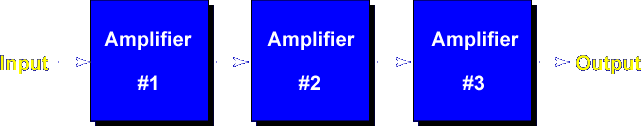 Input
Amplifier
#1
Amplifier
#2
Amplifier
#3
Output